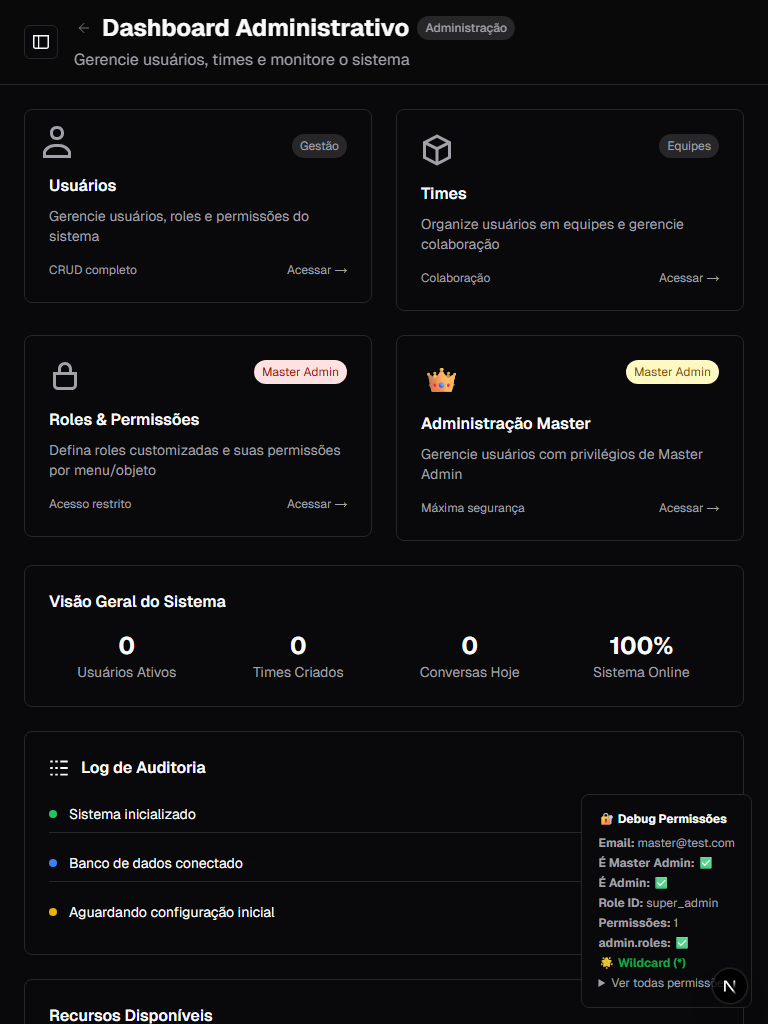 ← Dashboard Administrativo Administração
Gerencie usuários, times e monitore o sistema
Gestão
Usuários
Gerencie usuários, roles e permissões do
sistema
CRUD completo Acessar →
Equipes
Times
Organize usuários em equipes e gerencie
colaboração
Colaboração Acessar →
Master Admin
Roles & Permissões
Defina roles customizadas e suas permissões
por menu/objeto
Acesso restrito Acessar →
Master Admin
Administração Master
Gerencie usuários com privilégios de Master
Admin
Máxima segurança Acessar →
Visão Geral do Sistema
0 0 0 100%
Usuários Ativos Times Criados Conversas Hoje Sistema Online
Log de Auditoria
Sistema inicializado
Banco de dados conectado
Aguardando configuração inicial
Debug Permissões
Email: master@test.com
É Master Admin: ✅
É Admin: ✅
Role ID: super_admin
Permissões: 1
admin.roles: ✅
🌟 Wildcard (*)
▶ Ver todas
N
Recursos Disponíveis